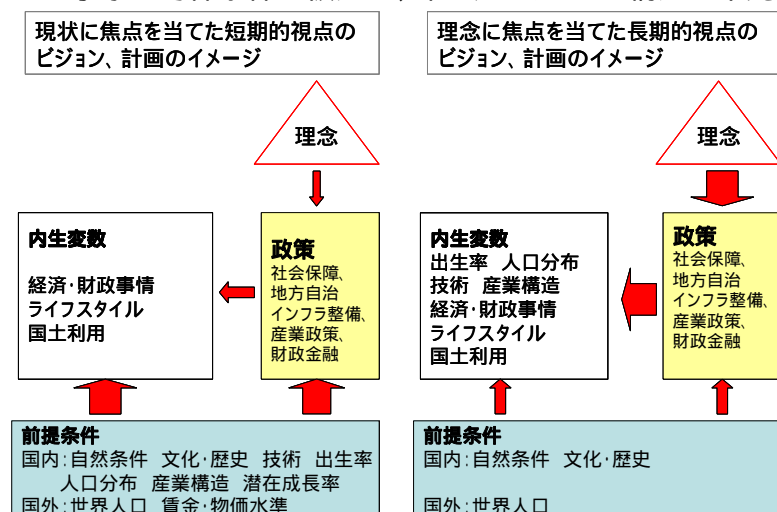 現状に焦点を当てた短期的視点の
ビジョン、計画のイメージ
理念
内生変数
経済・財政事情
ライフスタイル
国土利用
政策
社会保障、
地方自治
インフラ整備、
産業政策、
財政金融
前提条件
国内:自然条件 文化・歴史 技術 出生率
人口分布 産業構造 潜在成長率
国外:世界人口 賃金・物価水準
理念に焦点を当てた長期的視点の
ビジョン、計画のイメージ
理念
内生変数
出生率 人口分布
技術 産業構造
経済・財政事情
ライフスタイル
国土利用
政策
社会保障、
地方自治
インフラ整備、
産業政策、
財政金融
前提条件
国内:自然条件 文化・歴史
国外:世界人口